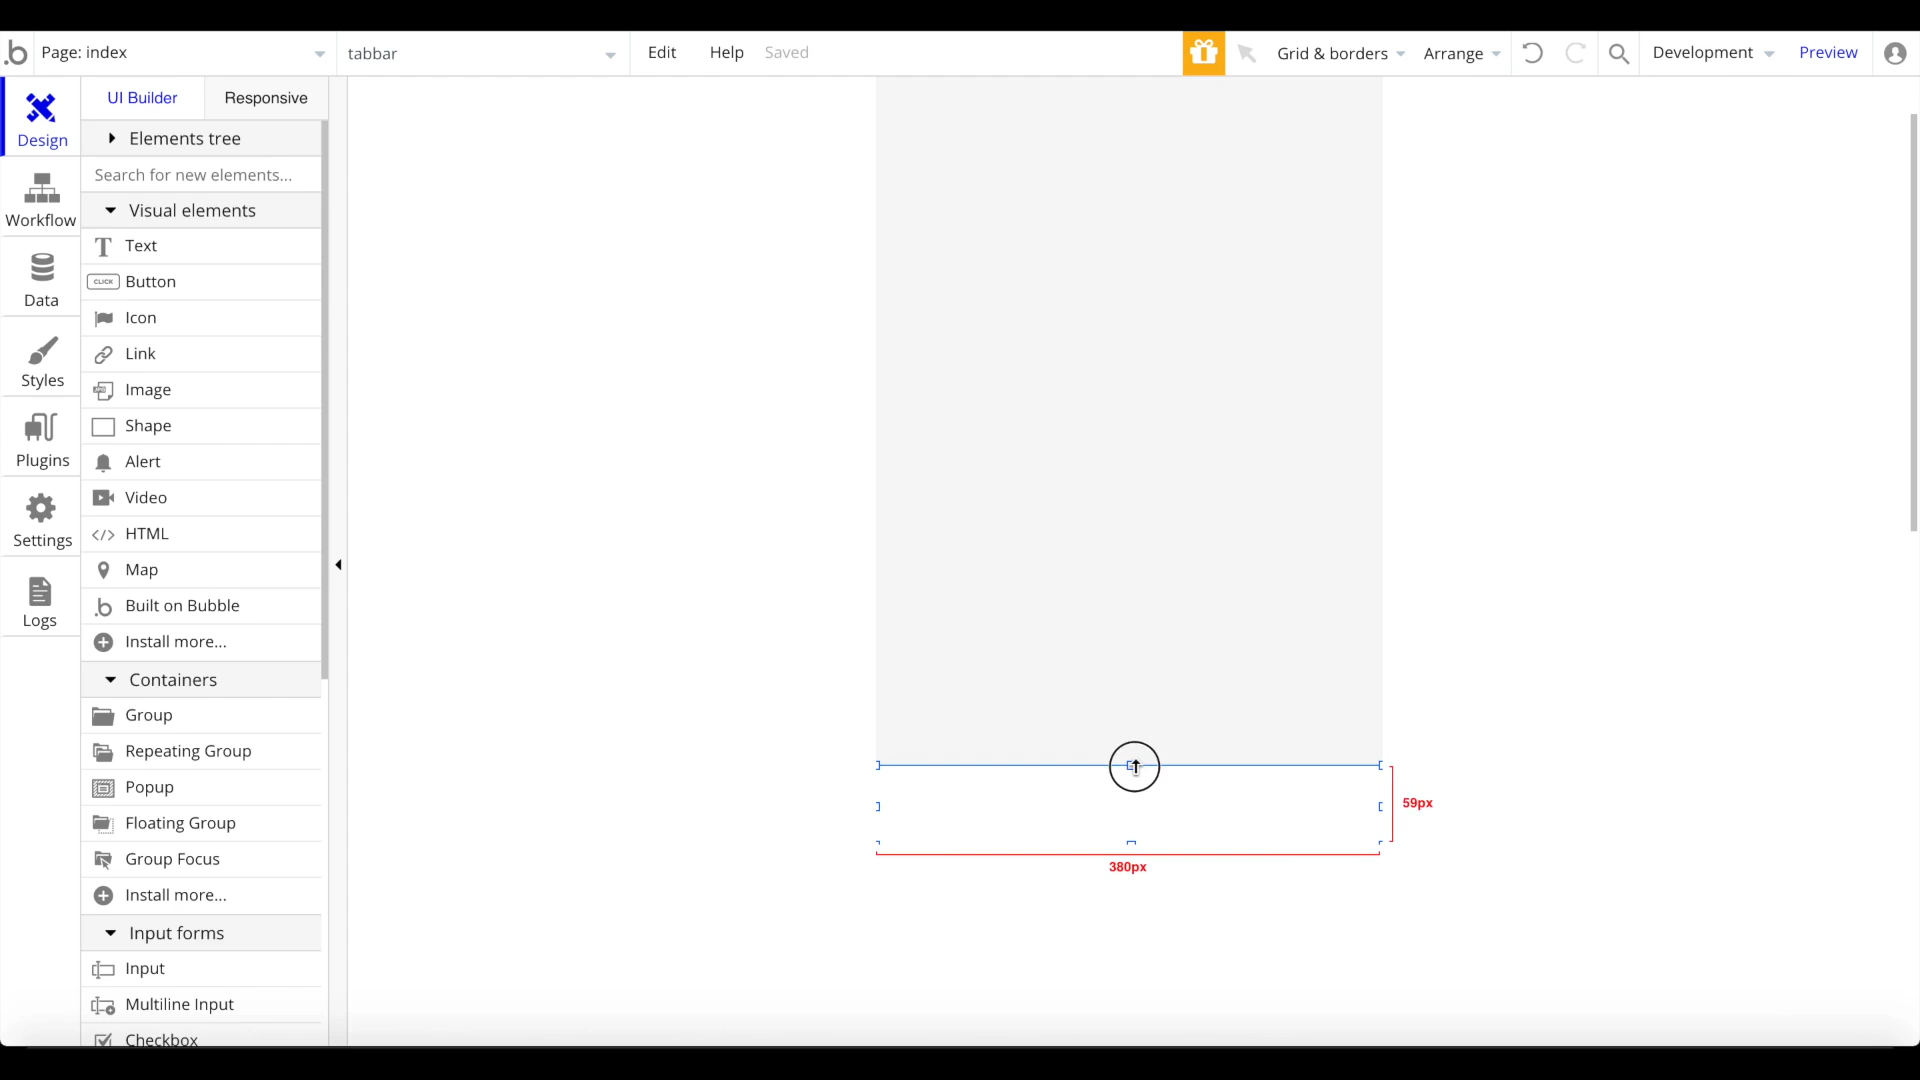 Page: index
tabbar
Edit
Help
Saved
Grid & borders
Arrange
Development
Preview
Design
Workflow
Data
Styles
Plugins
Settings
Logs
UI Builder
Responsive
Elements tree
Search for new elements...
Visual elements
Text
CLICK
Button
Icon
Link
Image
Shape
Alert
Video
HTML
Map
Built on Bubble
Install more...
Containers
Group
Repeating Group
Popup
Floating Group
Group Focus
Install more...
Input forms
Input
Multiline Input
Checkbox
59px
380px